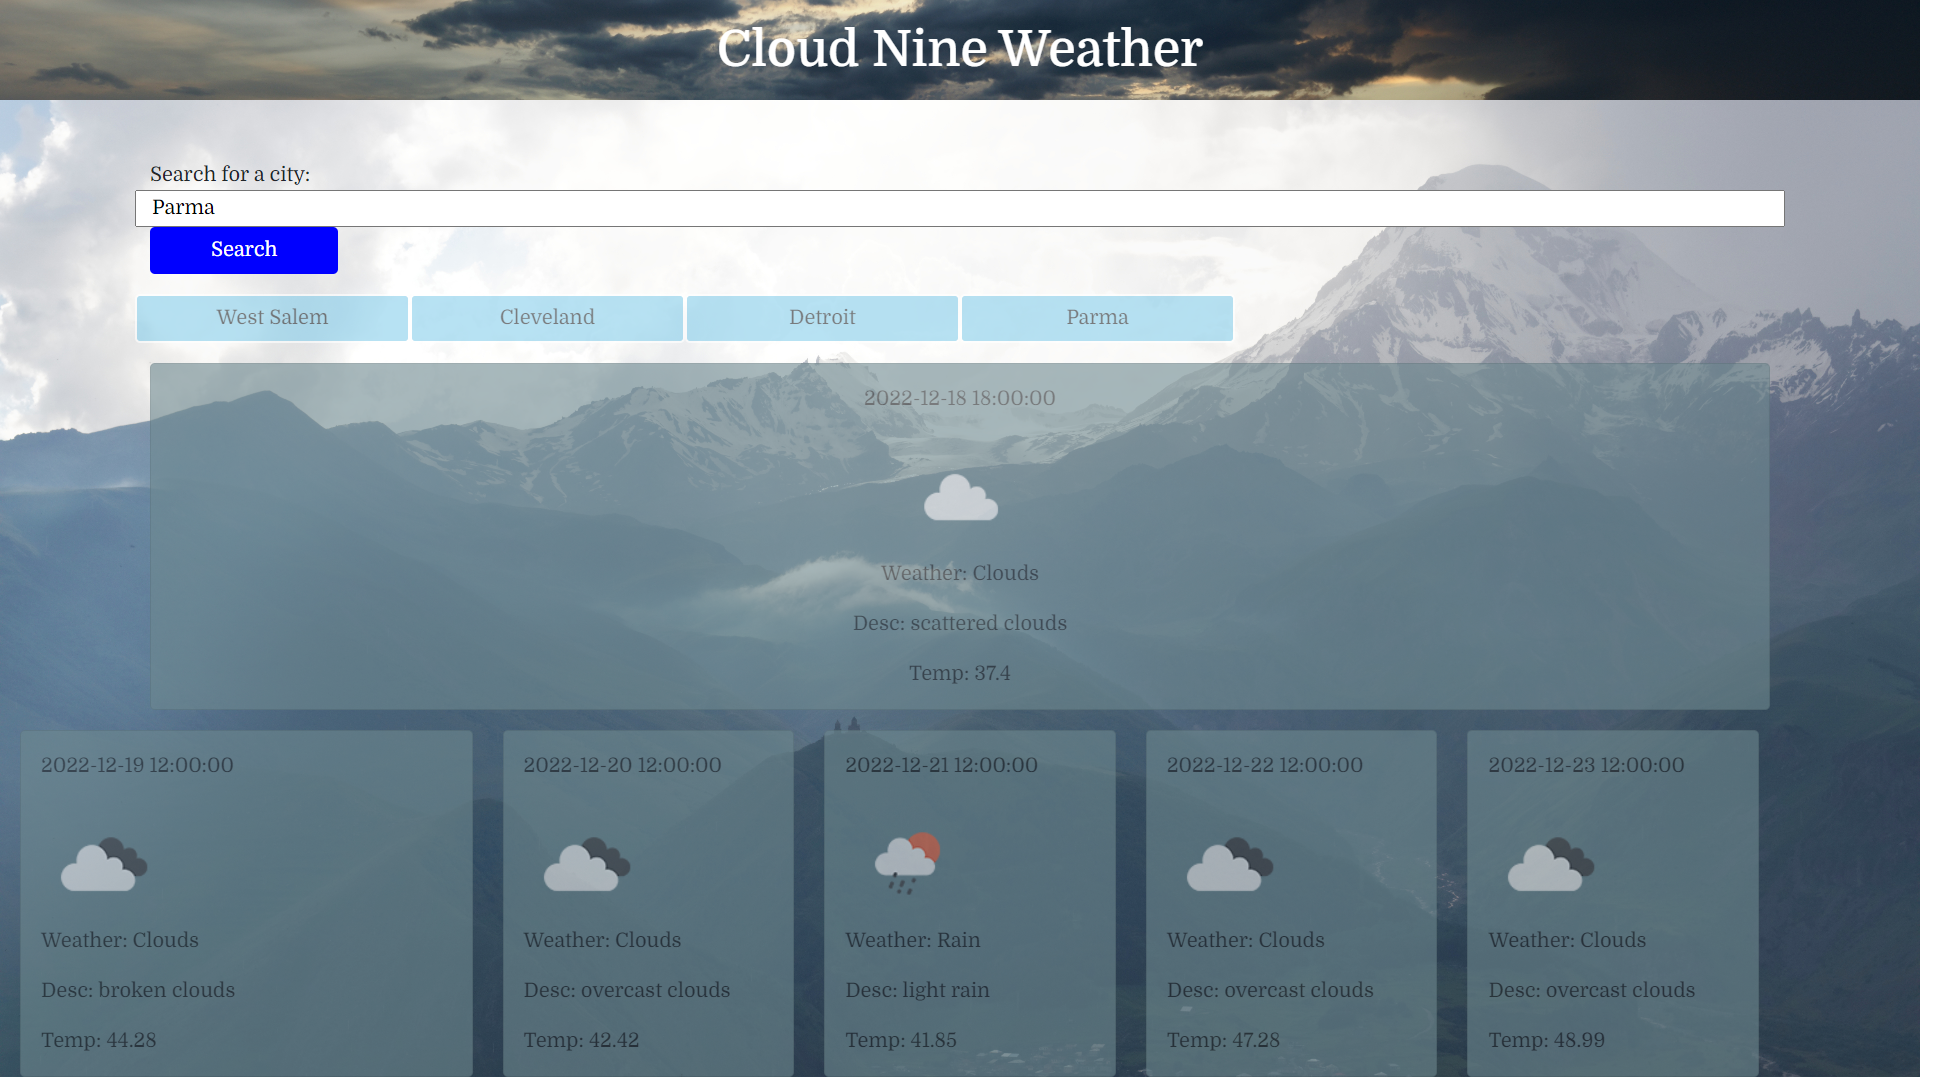 Cloud Nine Weather
Search for a city:
Parma
Search
West Salem
Cleveland
Detroit
Parma
2022-12-18 18:00:00
Weather: Clouds
Desc: scattered clouds
Temp: 37.4
2022-12-19 12:00:00
Weather: Clouds
Desc: broken clouds
Temp: 44.28
2022-12-20 12:00:00
Weather: Clouds
Desc: overcast clouds
Temp: 42.42
2022-12-21 12:00:00
Weather: Rain
Desc: light rain
Temp: 41.85
2022-12-22 12:00:00
Weather: Clouds
Desc: overcast clouds
Temp: 47.28
2022-12-23 12:00:00
Weather: Clouds
Desc: overcast clouds
Temp: 48.99